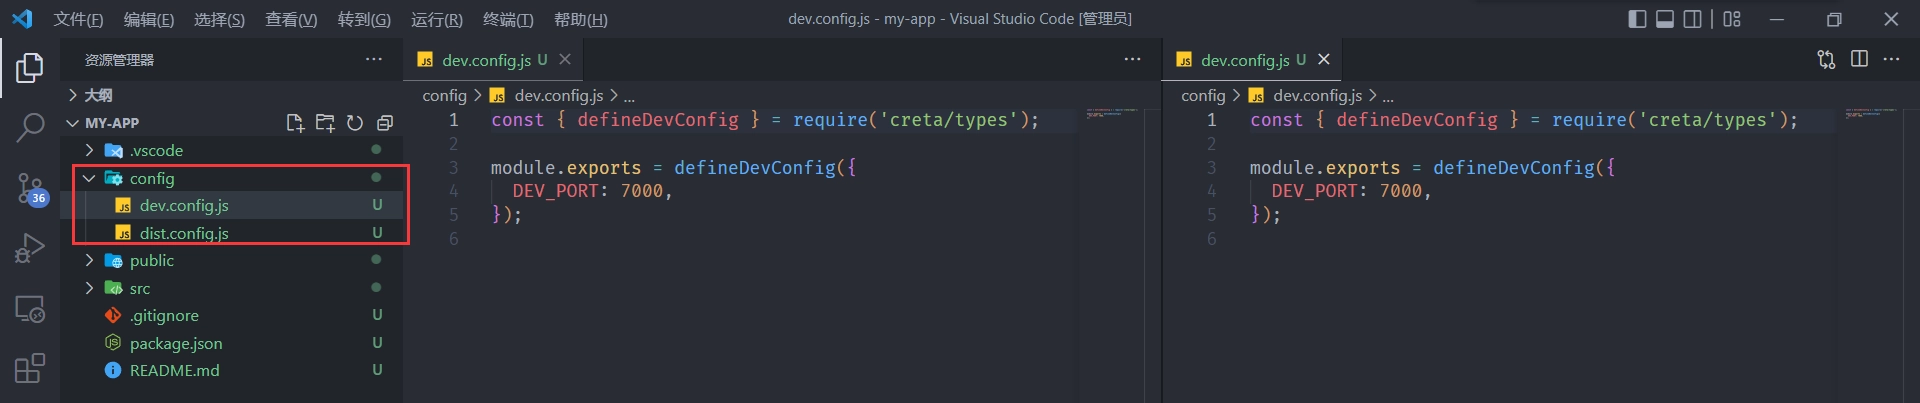 文件(F) 编辑(E) 选择(S) 查看(V) 转到(G) 运行(R) 终端(T) 帮助(H) dev.config.js - my-app - Visual Studio Code [管理员]
资源管理器
大纲
MY-APP
.vscode
config
dev.config.js U
dist.config.js U
public
src
.gitignore U
package.json U
README.md U
36
dev.config.js U
config > dev.config.js > ...
1 const { defineDevConfig } = require('creta/types');
2
3 module.exports = defineDevConfig({
4 DEV_PORT: 7000,
5 });
6
dev.config.js U
config > dev.config.js > ...
1 const { defineDevConfig } = require('creta/types');
2
3 module.exports = defineDevConfig({
4 DEV_PORT: 7000,
5 });
6